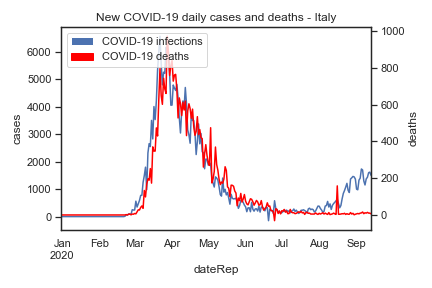 New COVID-19 daily cases and deaths - Italy
COVID-19 infections
COVID-19 deaths
cases
6000
5000
4000
3000
2000
1000
0
1000
800
600
400
200
0
deaths
Jan Feb Mar Apr May Jun Jul Aug Sep
2020
dateRep